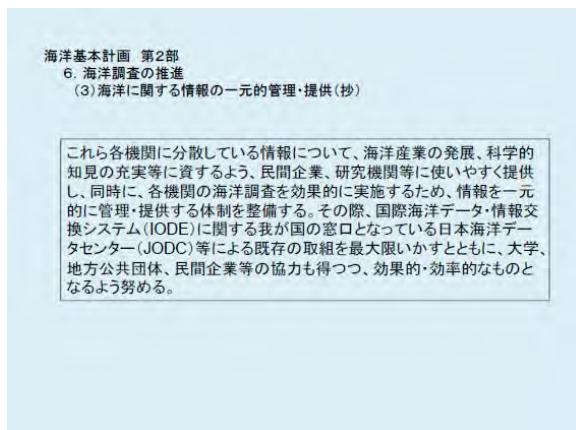 海洋基本計画 第2部
6. 海洋調査の推進
(3)海洋に関する情報の一元的管理・提供(抄)
これら各機関に分散している情報について、海洋産業の発展、科学的
知見の充実等に資するよう、民間企業、研究機関等に使いやすく提供
し、同時に、各機関の海洋調査を効果的に実施するため、情報を一元
的に管理・提供する体制を整備する。その際、国際海洋データ・情報交
換システム(IODE)に関する我が国の窓口となっている日本海洋デー
タセンター(JODC)等による既存の取組を最大限いかすとともに、大学、
地方公共団体、民間企業等の協力も得つつ、効果的・効率的なものと
なるよう努める。